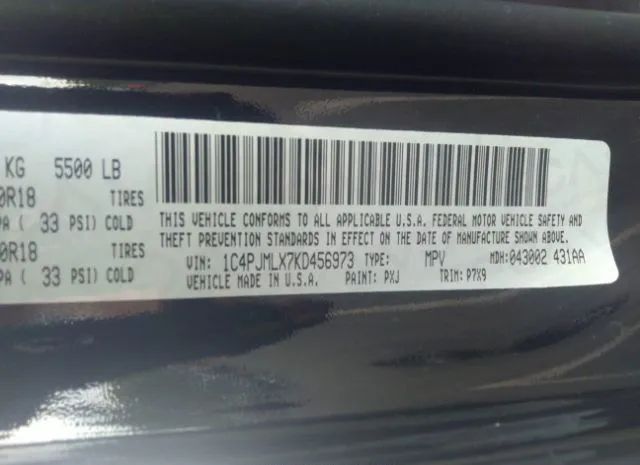 KG 5500 LB
0R18 TIRES
PA ( 33 PSI) COLD
0R18 TIRES
PA ( 33 PSI) COLD
THIS VEHICLE CONFORMS TO ALL APPLICABLE U.S.A. FEDERAL MOTOR VEHICLE SAFETY AND
THEFT PREVENTION STANDARDS IN EFFECT ON THE DATE OF MANUFACTURE SHOWN ABOVE.
VIN: 1C4PJMLX7KD456973 TYPE: MPV MDH:043002 431AA
VEHICLE MADE IN U.S.A. PAINT: PXJ TRIM: P7X9